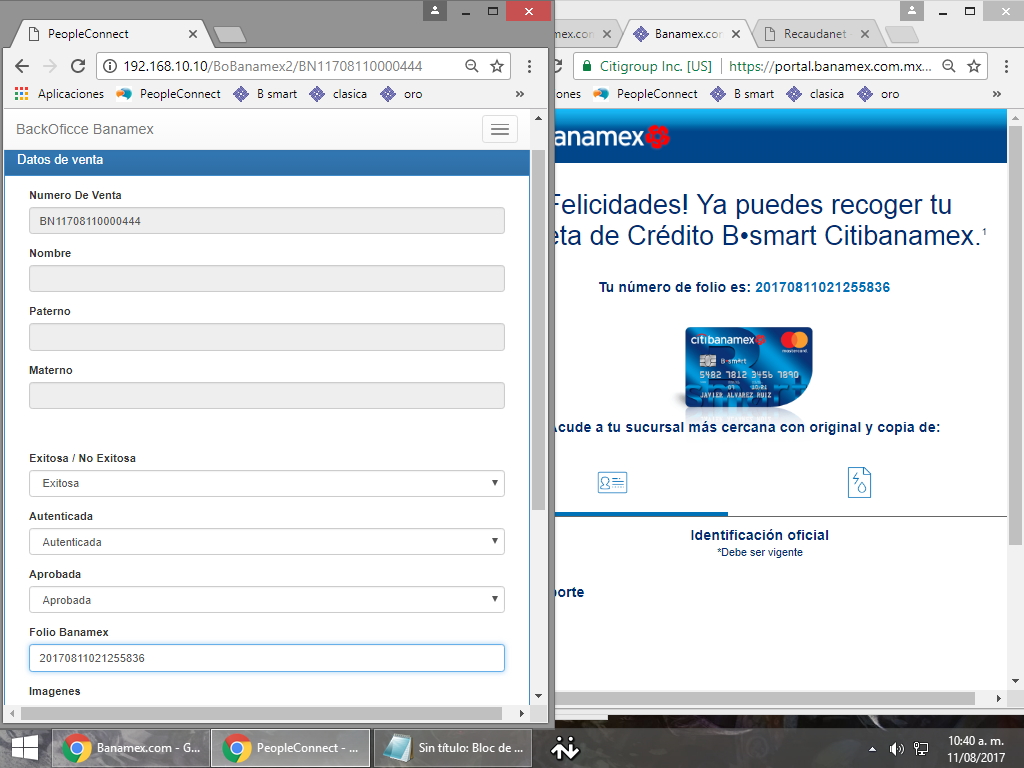 PeopleConnect
192.168.10.10/BoBanamex2/BN11708110000444
Aplicaciones PeopleConnect B smart clasica oro »
BackOficce Banamex
Datos de venta
Numero De Venta
BN11708110000444
Nombre
Paterno
Materno
Exitosa / No Exitosa
Exitosa
Autenticada
Autenticada
Aprobada
Aprobada
Folio Banamex
20170811021255836
Imagenes
mex.con Banamex.cor Recaudanet
Citigroup Inc. [US] https://portal.banamex.com.mx...
ones PeopleConnect B smart clasica oro »
anamex
Felicidades! Ya puedes recoger tu
eta de Crédito B•smart Citibanamex.1
Tu número de folio es: 20170811021255836
citibanamex
mastercard
B•smart
5482 7812 3456 7890
JAVIER ALVAREZ RUIZ
Acude a tu sucursal más cercana con original y copia de:
Identificación oficial
*Debe ser vigente
porte
Banamex.com - G...
PeopleConnect - ...
Sin título: Bloc de ...
10:40 a. m.
11/08/2017